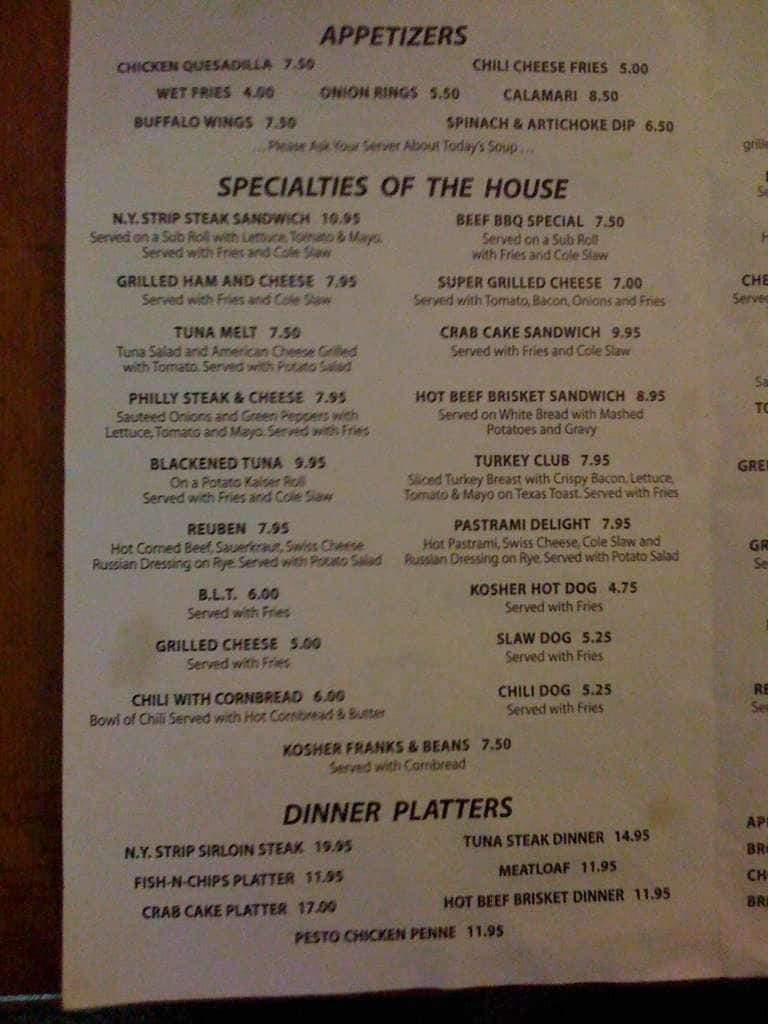 APPETIZERS
CHICKEN QUESADILLA 7.50
CHILI CHEESE FRIES 5.00
WET FRIES 4.00
ONION RINGS 5.50
CALAMARI 8.50
BUFFALO WINGS 7.50
SPINACH & ARTICHOKE DIP 6.50
...Please Ask Your Server About Today's Soup...
SPECIALTIES OF THE HOUSE
N.Y. STRIP STEAK SANDWICH 10.95
Served on a Sub Roll with Lettuce, Tomato & Mayo.
Served with Fries and Cole Slaw
GRILLED HAM AND CHEESE 7.95
Served with Fries and Cole Slaw
TUNA MELT 7.50
Tuna Salad and American Cheese Grilled
with Tomato. Served with Potato Salad
PHILLY STEAK & CHEESE 7.95
Sauteed Onions and Green Peppers with
Lettuce, Tomato and Mayo. Served with Fries
BLACKENED TUNA 9.95
On a Potato Kaiser Roll
Served with Fries and Cole Slaw
REUBEN 7.95
Hot Corned Beef, Sauerkraut, Swiss Cheese
Russian Dressing on Rye. Served with Potato Salad
B.L.T. 6.00
Served with Fries
GRILLED CHEESE 5.00
Served with Fries
CHILI WITH CORNBREAD 6.00
Bowl of Chili Served with Hot Cornbread & Butter
BEEF BBQ SPECIAL 7.50
Served on a Sub Roll
with Fries and Cole Slaw
SUPER GRILLED CHEESE 7.00
Served with Tomato, Bacon, Onions and Fries
CRAB CAKE SANDWICH 9.95
Served with Fries and Cole Slaw
HOT BEEF BRISKET SANDWICH 8.95
Served on White Bread with Mashed
Potatoes and Gravy
TURKEY CLUB 7.95
Sliced Turkey Breast with Crispy Bacon, Lettuce,
Tomato & Mayo on Texas Toast. Served with Fries
PASTRAMI DELIGHT 7.95
Hot Pastrami, Swiss Cheese, Cole Slaw and
Russian Dressing on Rye. Served with Potato Salad
KOSHER HOT DOG 4.75
Served with Fries
SLAW DOG 5.25
Served with Fries
CHILI DOG 5.25
Served with Fries
KOSHER FRANKS & BEANS 7.50
Served with Cornbread
DINNER PLATTERS
N.Y. STRIP SIRLOIN STEAK 19.95
TUNA STEAK DINNER 14.95
FISH-N-CHIPS PLATTER 11.95
MEATLOAF 11.95
CRAB CAKE PLATTER 17.00
HOT BEEF BRISKET DINNER 11.95
PESTO CHICKEN PENNE 11.95